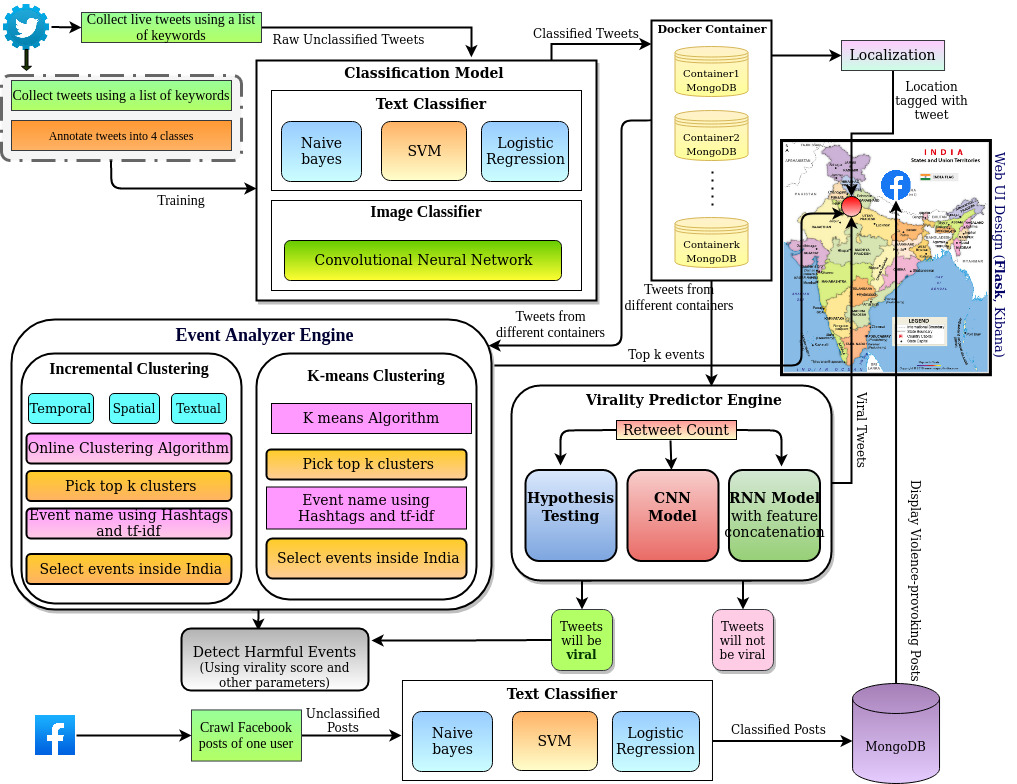 Collect live tweets using a list
of keywords
Raw Unclassified Tweets
Collect tweets using a list of keywords
Annotate tweets into 4 classes
Training
Classification Model
Text Classifier
Naive
bayes
SVM
Logistic
Regression
Image Classifier
Convolutional Neural Network
Classified Tweets
Docker Container
Container1
MongoDB
Container2
MongoDB
Containerk
MongoDB
Localization
Location
tagged with
tweet
INDIA
States and Union Territories
INDIA FLAG
LEGEND
Web UI Design (Flask, Kibana)
Tweets from
different containers
Tweets from
different containers
Top k events
Event Analyzer Engine
Incremental Clustering
Temporal
Spatial
Textual
Online Clustering Algorithm
Pick top k clusters
Event name using Hashtags
and tf-idf
Select events inside India
K-means Clustering
K means Algorithm
Pick top k clusters
Event name using
Hashtags and tf-idf
Select events inside India
Virality Predictor Engine
Retweet Count
Hypothesis
Testing
CNN
Model
RNN Model
with feature
concatenation
Viral Tweets
Display Violence-provoking Posts
Tweets
will be
viral
Tweets
will not
be viral
Detect Harmful Events
(Using virality score and
other parameters)
Crawl Facebook
posts of one user
Unclassified
Posts
Text Classifier
Naive
bayes
SVM
Logistic
Regression
Classified Posts
MongoDB